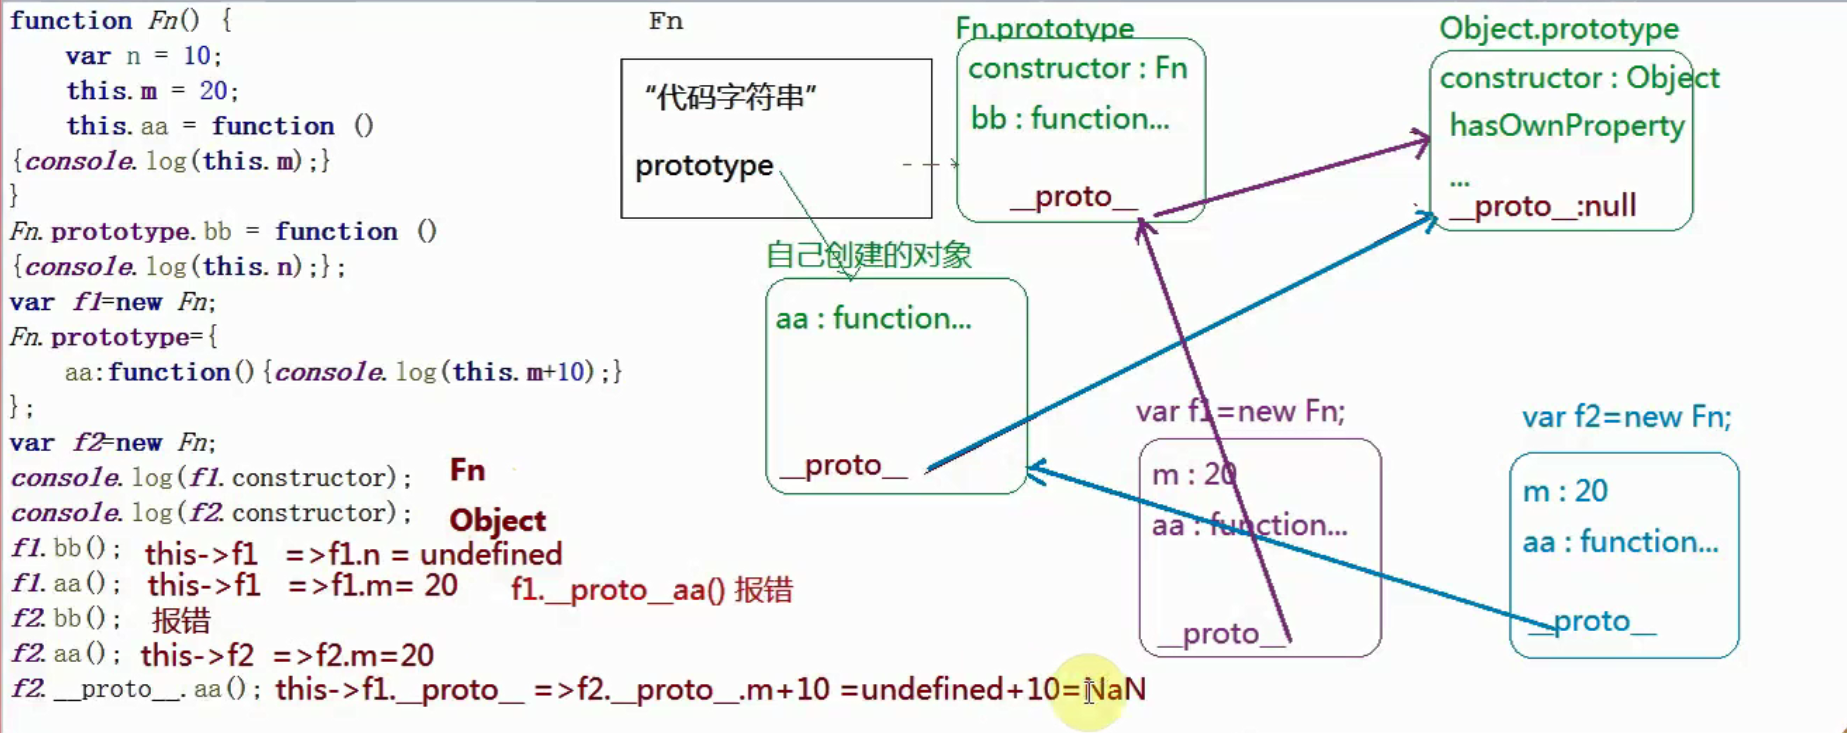 function Fn() {
var n = 10;
this.m = 20;
this.aa = function ()
{console.log(this.m);}
}
Fn.prototype.bb = function ()
{console.log(this.n);};
var f1=new Fn;
Fn.prototype={
aa:function(){console.log(this.m+10);}
};
var f2=new Fn;
console.log(f1.constructor); Fn
console.log(f2.constructor); Object
f1.bb(); this->f1 =>f1.n = undefined
f1.aa(); this->f1 =>f1.m= 20 f1.__proto__aa() 报错
f2.bb(); 报错
f2.aa(); this->f2 =>f2.m=20
f2.__proto__.aa(); this->f1.__proto__ =>f2.__proto__.m+10 =undefined+10=NaN
Fn
“代码字符串”
prototype
Fn.prototype
constructor : Fn
bb : function...
__proto__
Object.prototype
constructor : Object
hasOwnProperty
...
__proto__:null
自己创建的对象
aa : function...
__proto__
var f1=new Fn;
m : 20
aa : function...
__proto__
var f2=new Fn;
m : 20
aa : function...
__proto__